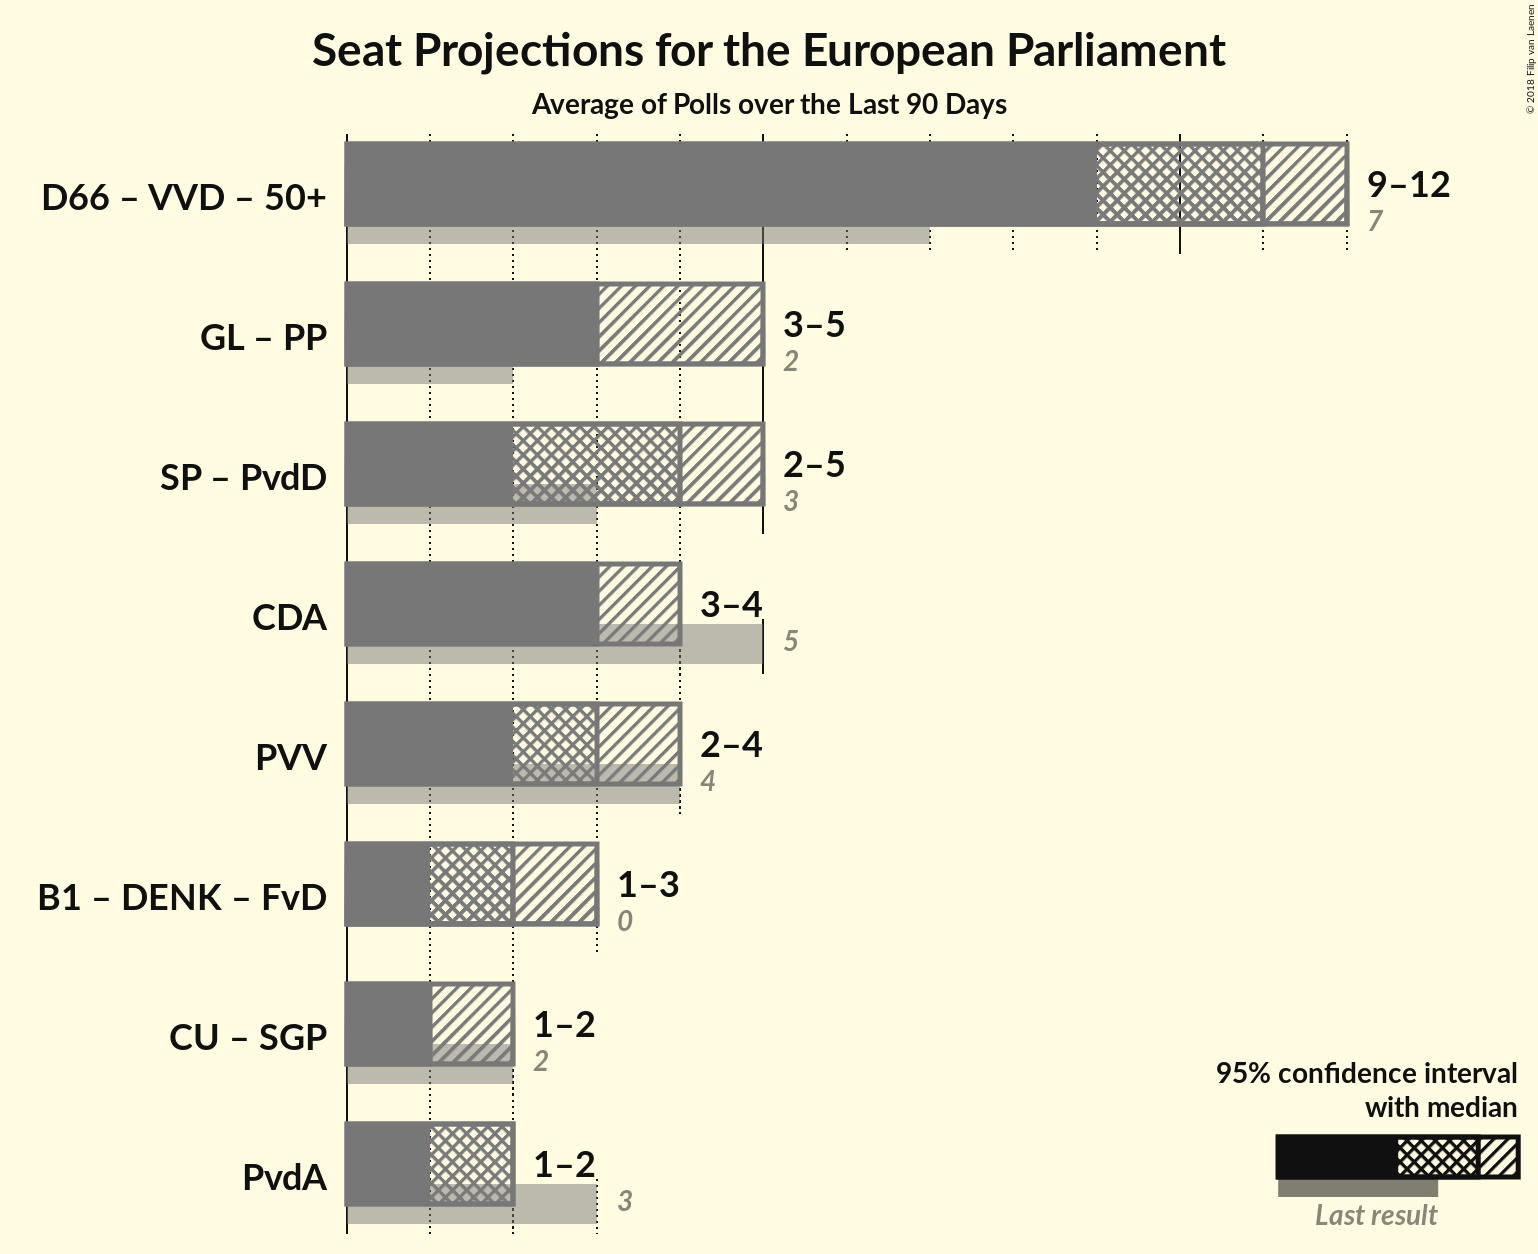 Seat Projections for the European Parliament
Average of Polls over the Last 90 Days
© 2018 Filip van Laenen
D66 – VVD – 50+
9–12
7
GL – PP
3–5
2
SP – PvdD
2–5
3
CDA
3–4
5
PVV
2–4
4
B1 – DENK – FvD
1–3
0
CU – SGP
1–2
2
PvdA
1–2
3
95% confidence interval
with median
Last result